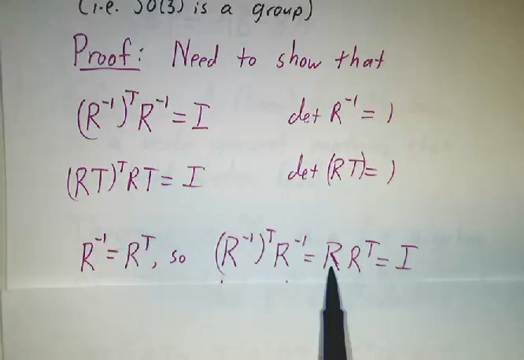 (i.e. SO(3) is a group)
Proof: Need to show that
(R⁻¹)ᵀR⁻¹ = I det R⁻¹ = 1
(RT)ᵀRT = I det (RT) = 1
R⁻¹ = Rᵀ, so (R⁻¹)ᵀR⁻¹ = R Rᵀ = I